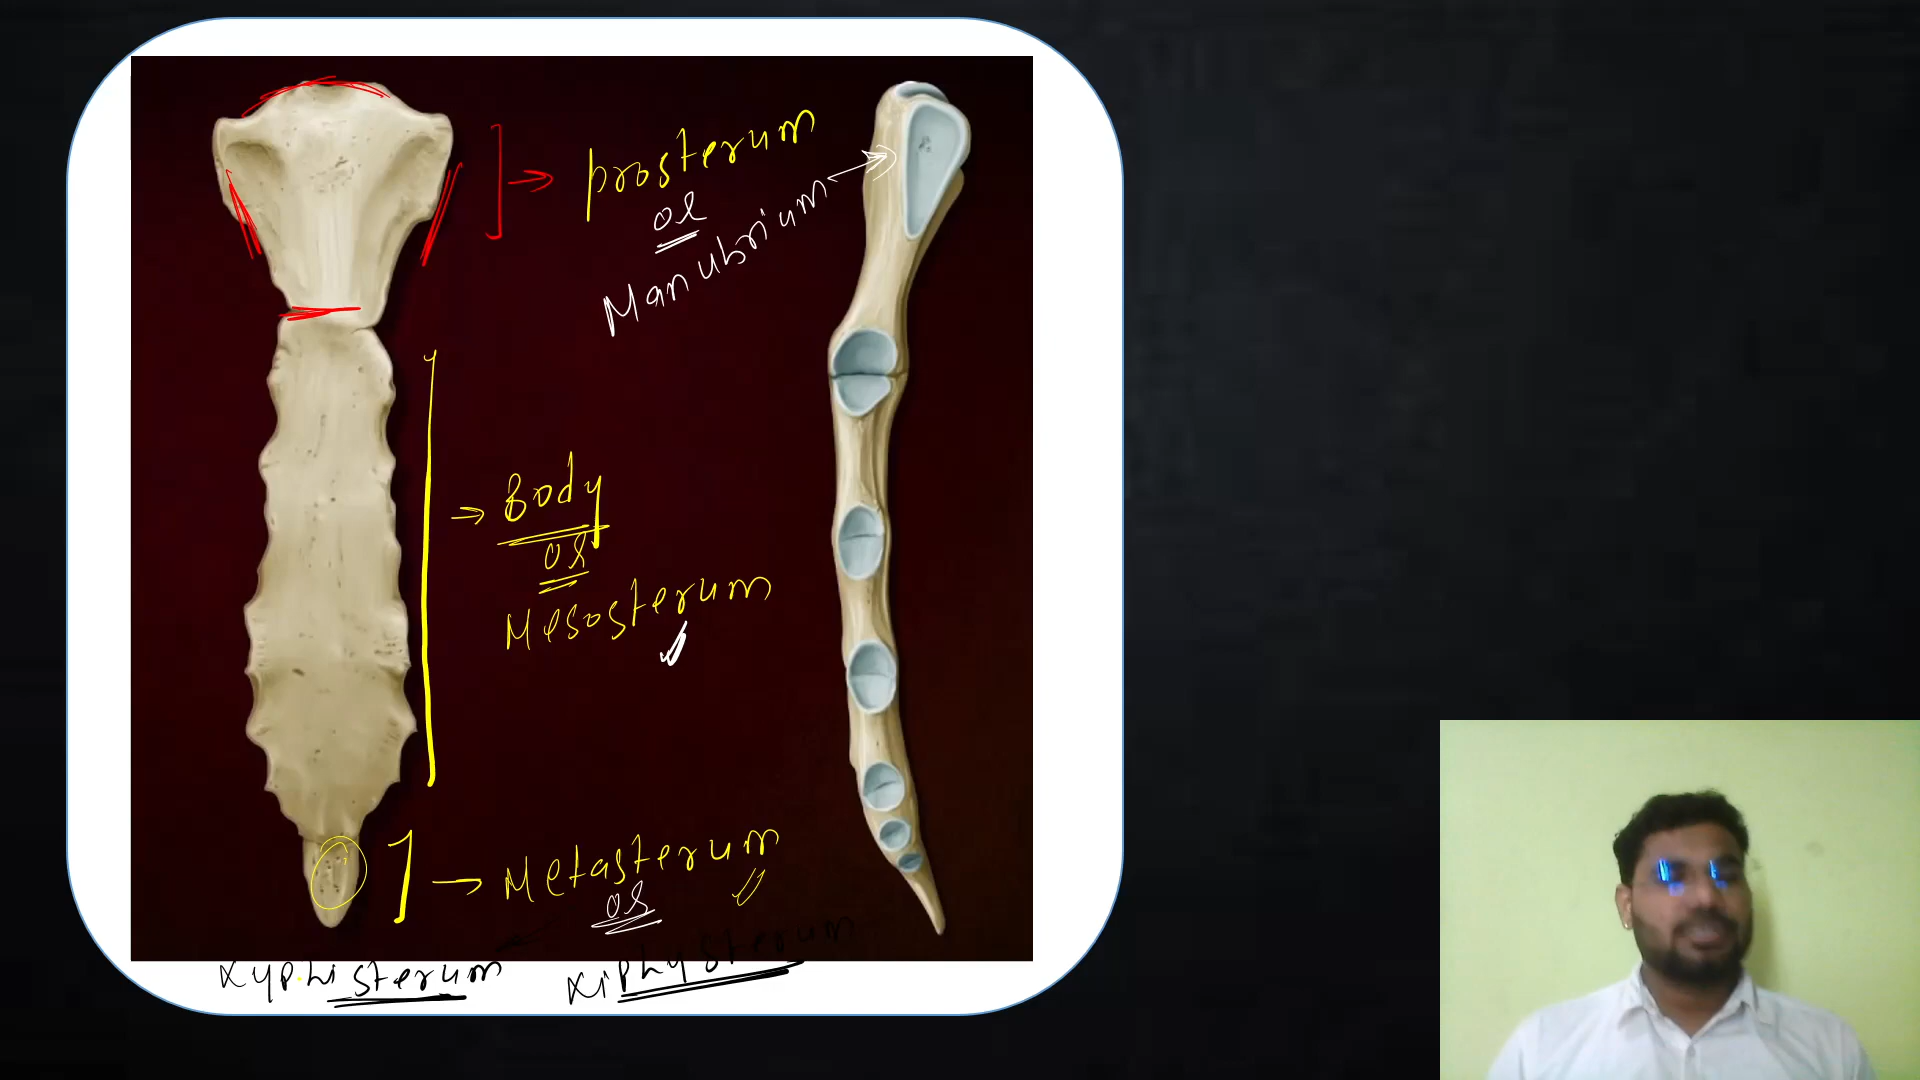 → Prosterum
or
Manubrium →
→ Body
or
Mesosterum
→ Metasterum
or
Xyphisterum
Xiphysterum